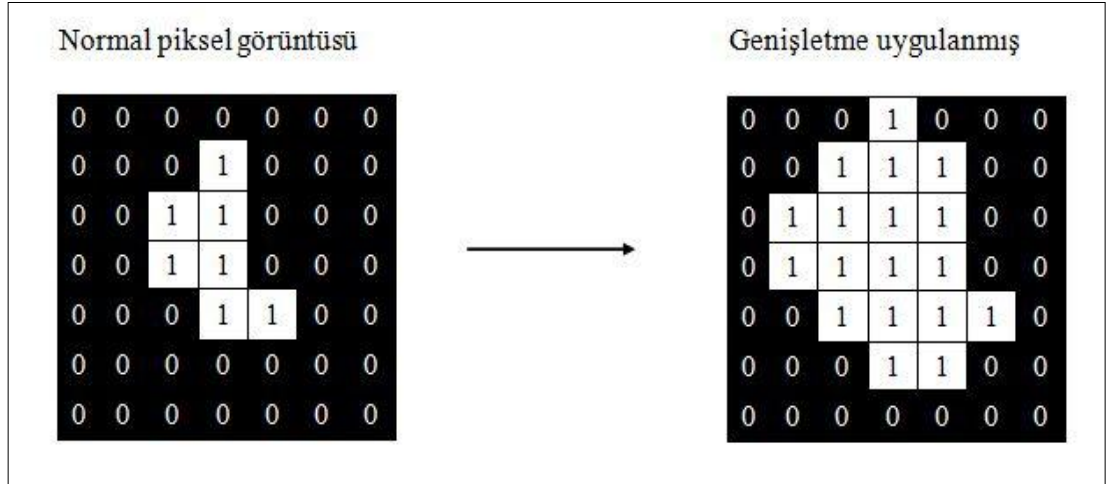 Normal piksel görüntüsü
0 0 0 0 0 0 0
0 0 0 1 0 0 0
0 0 1 1 0 0 0
0 0 1 1 0 0 0
0 0 0 1 1 0 0
0 0 0 0 0 0 0
0 0 0 0 0 0 0
Genişletme uygulanmış
0 0 0 1 0 0 0
0 0 1 1 1 0 0
0 1 1 1 1 0 0
0 1 1 1 1 0 0
0 0 1 1 1 1 0
0 0 0 1 1 0 0
0 0 0 0 0 0 0